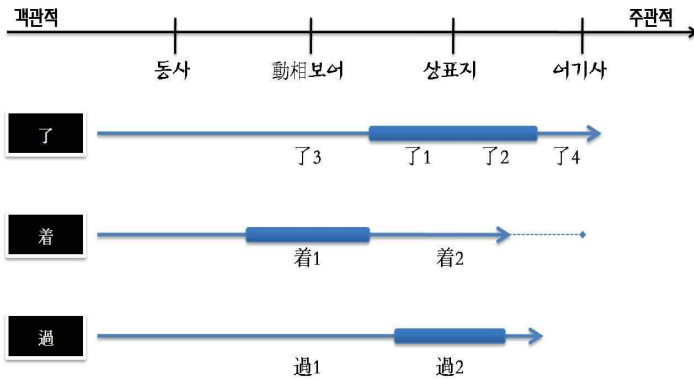 객관적 주관적
동사 動相보어 상표지 어기사
了
了3 了1 了2 了4
着
着1 着2
過
過1 過2